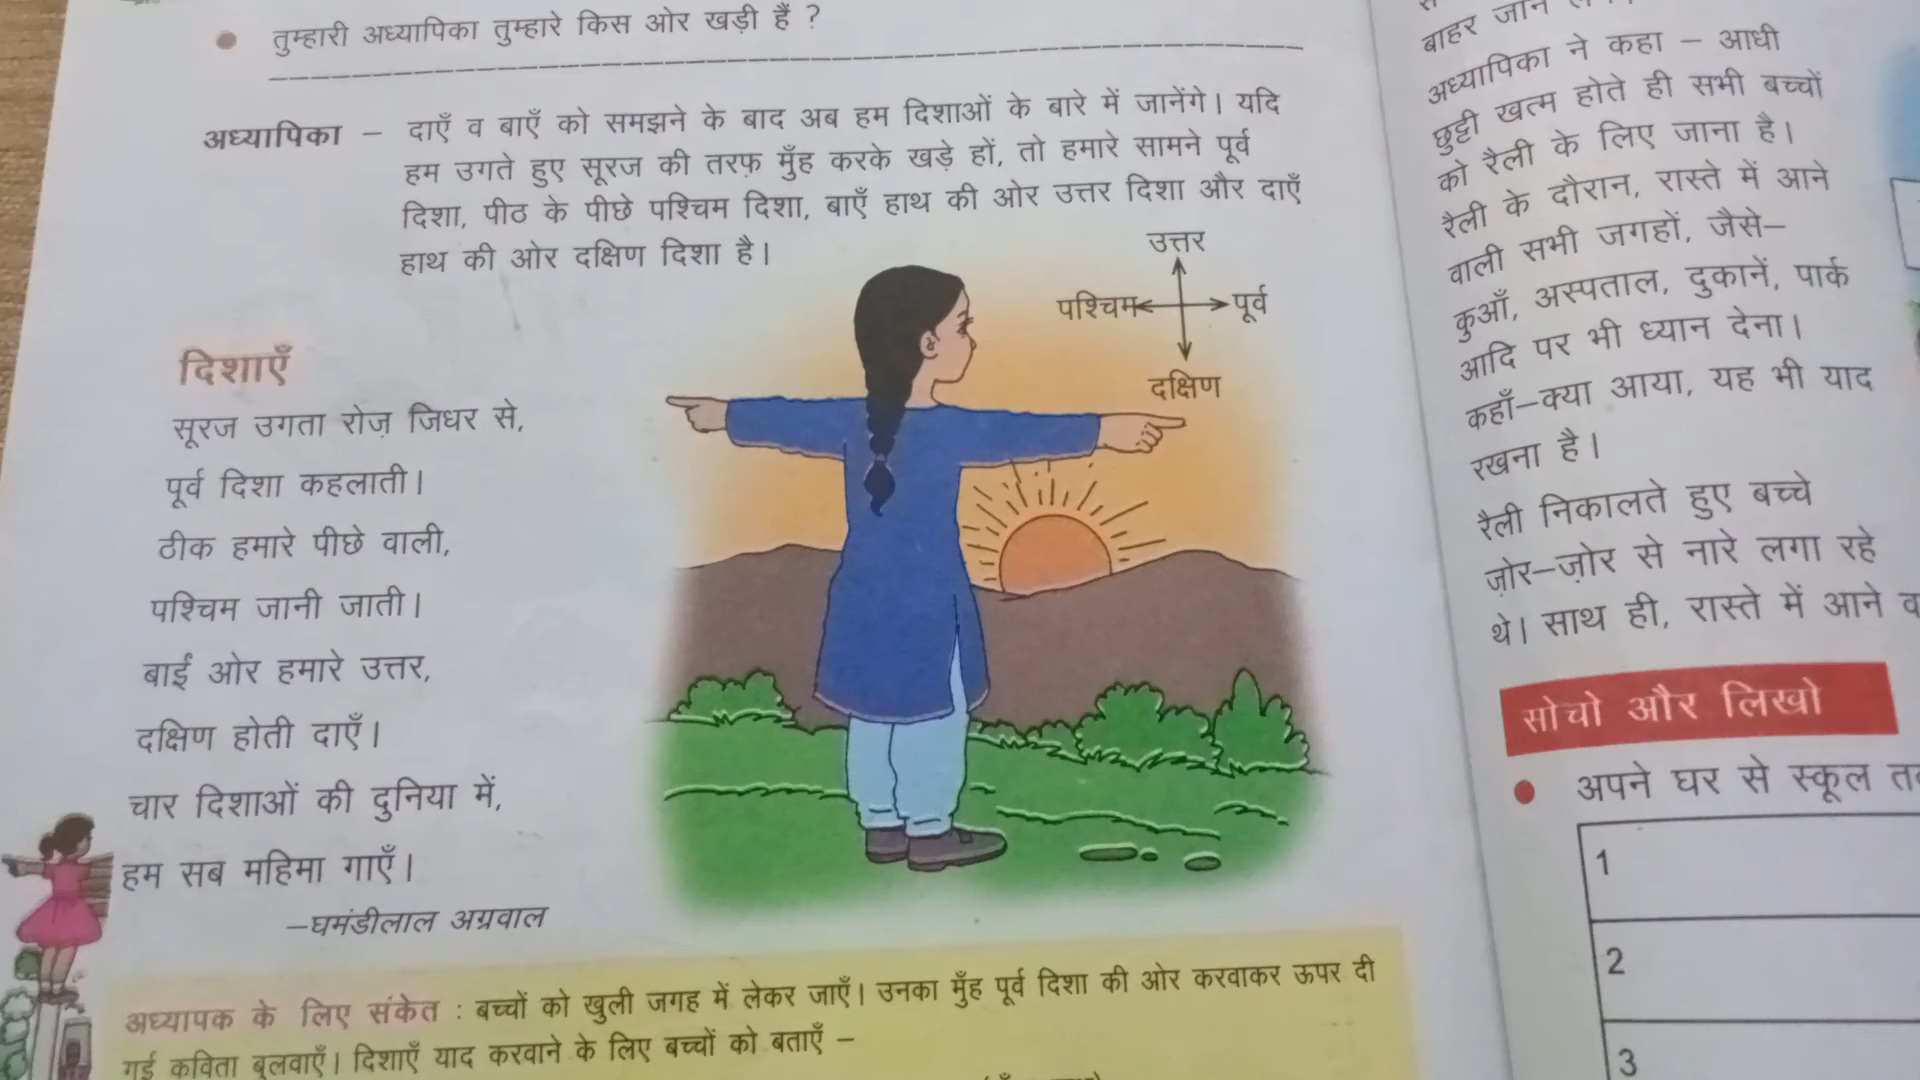 तुम्हारी अध्यापिका तुम्हारे किस ओर खड़ी हैं ?
अध्यापिका – दाएँ व बाएँ को समझने के बाद अब हम दिशाओं के बारे में जानेंगे। यदि
हम उगते हुए सूरज की तरफ़ मुँह करके खड़े हों, तो हमारे सामने पूर्व
दिशा, पीठ के पीछे पश्चिम दिशा, बाएँ हाथ की ओर उत्तर दिशा और दाएँ
हाथ की ओर दक्षिण दिशा है।
उत्तर
पश्चिम
पूर्व
दक्षिण
दिशाएँ
सूरज उगता रोज़ जिधर से,
पूर्व दिशा कहलाती।
ठीक हमारे पीछे वाली,
पश्चिम जानी जाती।
बाईं ओर हमारे उत्तर,
दक्षिण होती दाएँ।
चार दिशाओं की दुनिया में,
हम सब महिमा गाएँ।
–घमंडीलाल अग्रवाल
अध्यापक के लिए संकेत : बच्चों को खुली जगह में लेकर जाएँ। उनका मुँह पूर्व दिशा की ओर करवाकर ऊपर दी
गई कविता बुलवाएँ। दिशाएँ याद करवाने के लिए बच्चों को बताएँ –
बाहर जाने
अध्यापिका ने कहा – आधी
छुट्टी खत्म होते ही सभी बच्चों
को रैली के लिए जाना है।
रैली के दौरान, रास्ते में आने
वाली सभी जगहों, जैसे–
कुआँ, अस्पताल, दुकानें, पार्क
आदि पर भी ध्यान देना।
कहाँ–क्या आया, यह भी याद
रखना है।
रैली निकालते हुए बच्चे
ज़ोर–ज़ोर से नारे लगा रहे
थे। साथ ही, रास्ते में आने
सोचो और लिखो
अपने घर से स्कूल
1
2
3